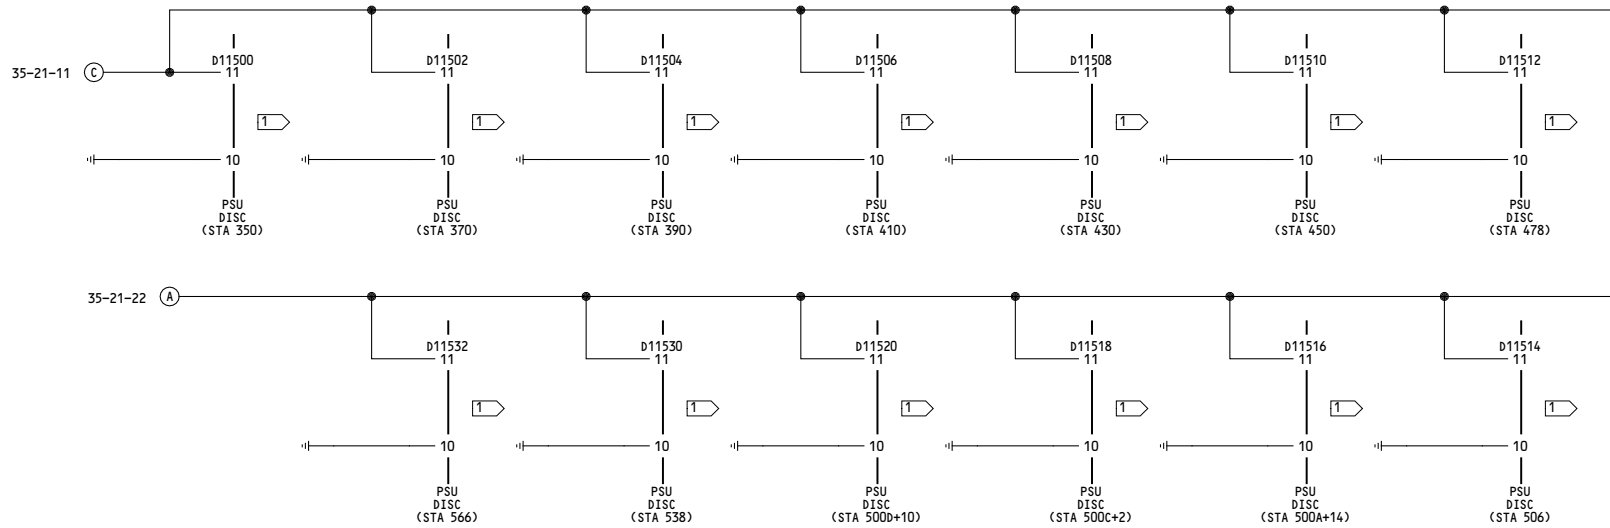 35-21-11 C
D11500 D11502 D11504 D11506 D11508 D11510 D11512
11 11 11 11 11 11 11
1 1 1 1 1 1 1
10 10 10 10 10 10 10
PSU PSU PSU PSU PSU PSU PSU
DISC DISC DISC DISC DISC DISC DISC
(STA 350) (STA 370) (STA 390) (STA 410) (STA 430) (STA 450) (STA 478)
35-21-22 A
D11532 D11530 D11520 D11518 D11516 D11514
11 11 11 11 11 11
1 1 1 1 1 1
10 10 10 10 10 10
PSU PSU PSU PSU PSU PSU
DISC DISC DISC DISC DISC DISC
(STA 566) (STA 538) (STA 500D+10) (STA 500C+2) (STA 500A+14) (STA 506)